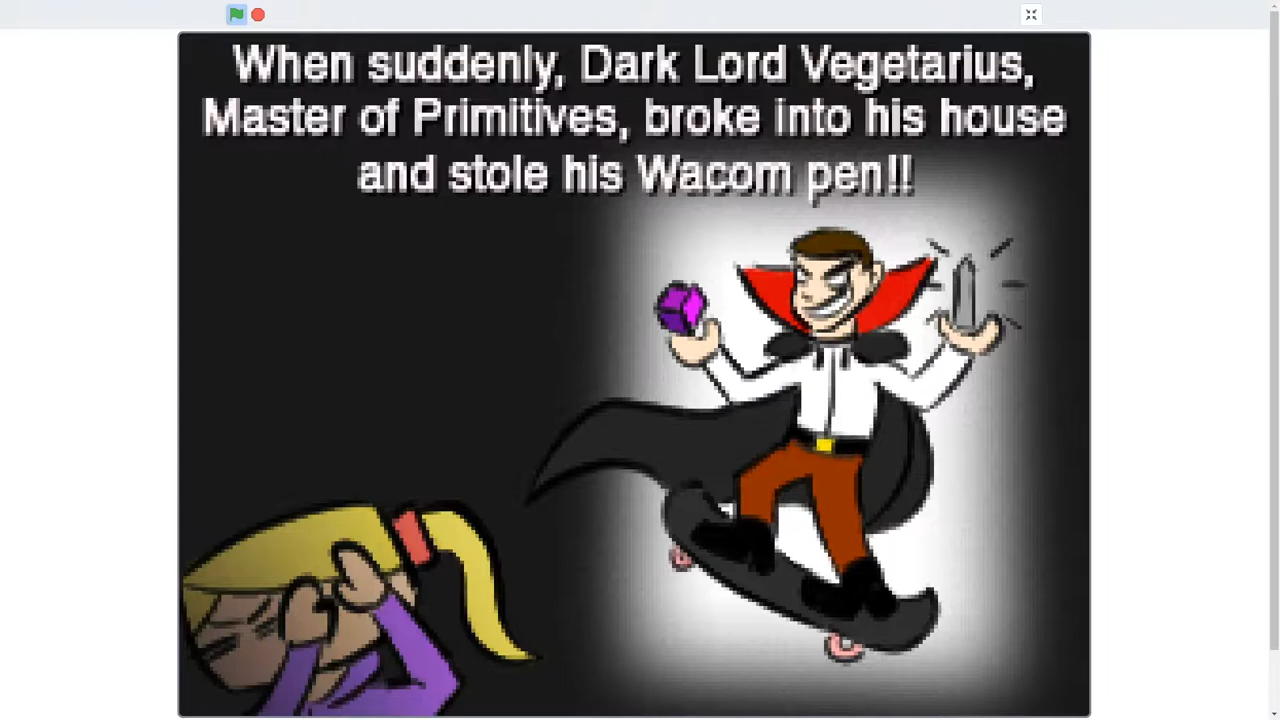 When suddenly, Dark Lord Vegetarius,
Master of Primitives, broke into his house
and stole his Wacom pen!!